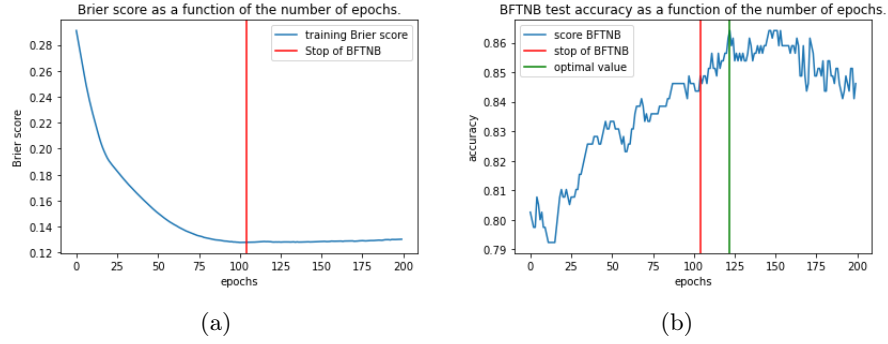 Brier score as a function of the number of epochs.
training Brier score
Stop of BFTNB
0.28
0.26
0.24
0.22
0.20
0.18
0.16
0.14
0.12
Brier score
0 25 50 75 100 125 150 175 200
epochs
(a)
BFTNB test accuracy as a function of the number of epochs.
score BFTNB
stop of BFTNB
optimal value
0.86
0.85
0.84
0.83
0.82
0.81
0.80
0.79
accuracy
0 25 50 75 100 125 150 175 200
epochs
(b)